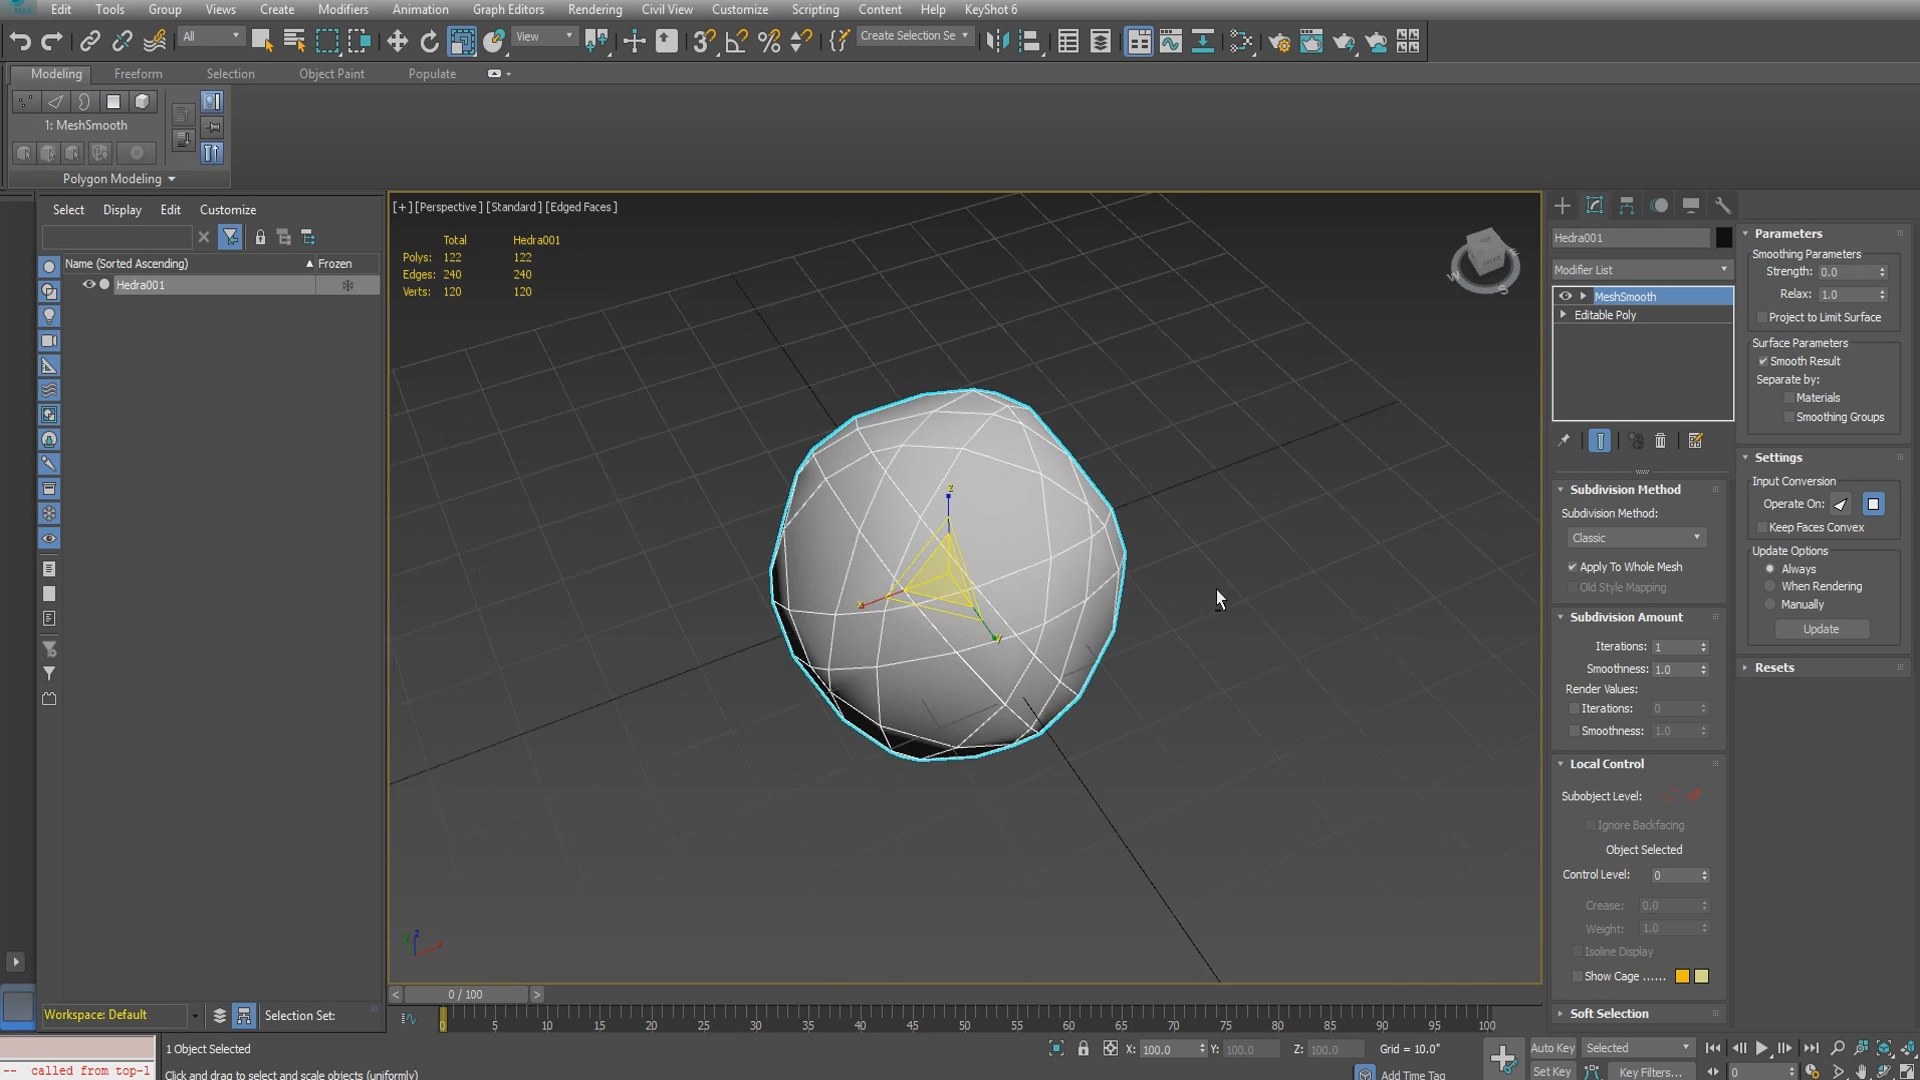 Edit Tools Group Views Create Modifiers Animation Graph Editors Rendering Civil View Customize Scripting Content Help KeyShot 6
All View Create Selection Se
Modeling Freeform Selection Object Paint Populate
1: MeshSmooth
Polygon Modeling
Select Display Edit Customize
Name (Sorted Ascending) Frozen
Hedra001
[+] [Perspective ] [Standard ] [Edged Faces ]
Total Hedra001
Polys: 122 122
Edges: 240 240
Verts: 120 120
z
x
y
Hedra001
Modifier List
MeshSmooth
Editable Poly
Subdivision Method
Subdivision Method:
Classic
Apply To Whole Mesh
Old Style Mapping
Subdivision Amount
Iterations: 1
Smoothness: 1.0
Render Values:
Iterations: 0
Smoothness: 1.0
Local Control
Subobject Level:
Ignore Backfacing
Object Selected
Control Level: 0
Crease: 0.0
Weight: 1.0
Isoline Display
Show Cage ......
Soft Selection
Parameters
Smoothing Parameters
Strength: 0.0
Relax: 1.0
Project to Limit Surface
Surface Parameters
Smooth Result
Separate by:
Materials
Smoothing Groups
Settings
Input Conversion
Operate On:
Keep Faces Convex
Update Options
Always
When Rendering
Manually
Update
Resets
< 0 / 100 >
Workspace: Default Selection Set:
0 5 10 15 20 25 30 35 40 45 50 55 60 65 70 75 80 85 90 95 100
1 Object Selected X: 100.0 Y: 100.0 Z: 100.0 Grid = 10.0" Auto Key Selected
-- called from top-l
Click and drag to select and scale objects (uniformly) Add Time Tag Set Key Key Filters... 0